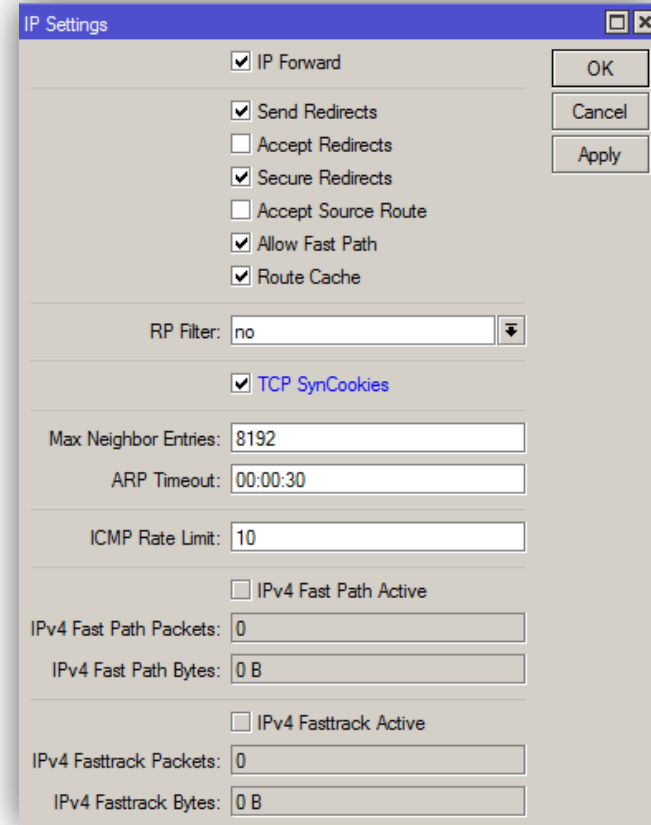 IP Settings
IP Forward
OK
Send Redirects
Cancel
Accept Redirects
Apply
Secure Redirects
Accept Source Route
Allow Fast Path
Route Cache
RP Filter: no
TCP SynCookies
Max Neighbor Entries: 8192
ARP Timeout: 00:00:30
ICMP Rate Limit: 10
IPv4 Fast Path Active
IPv4 Fast Path Packets: 0
IPv4 Fast Path Bytes: 0 B
IPv4 Fasttrack Active
IPv4 Fasttrack Packets: 0
IPv4 Fasttrack Bytes: 0 B